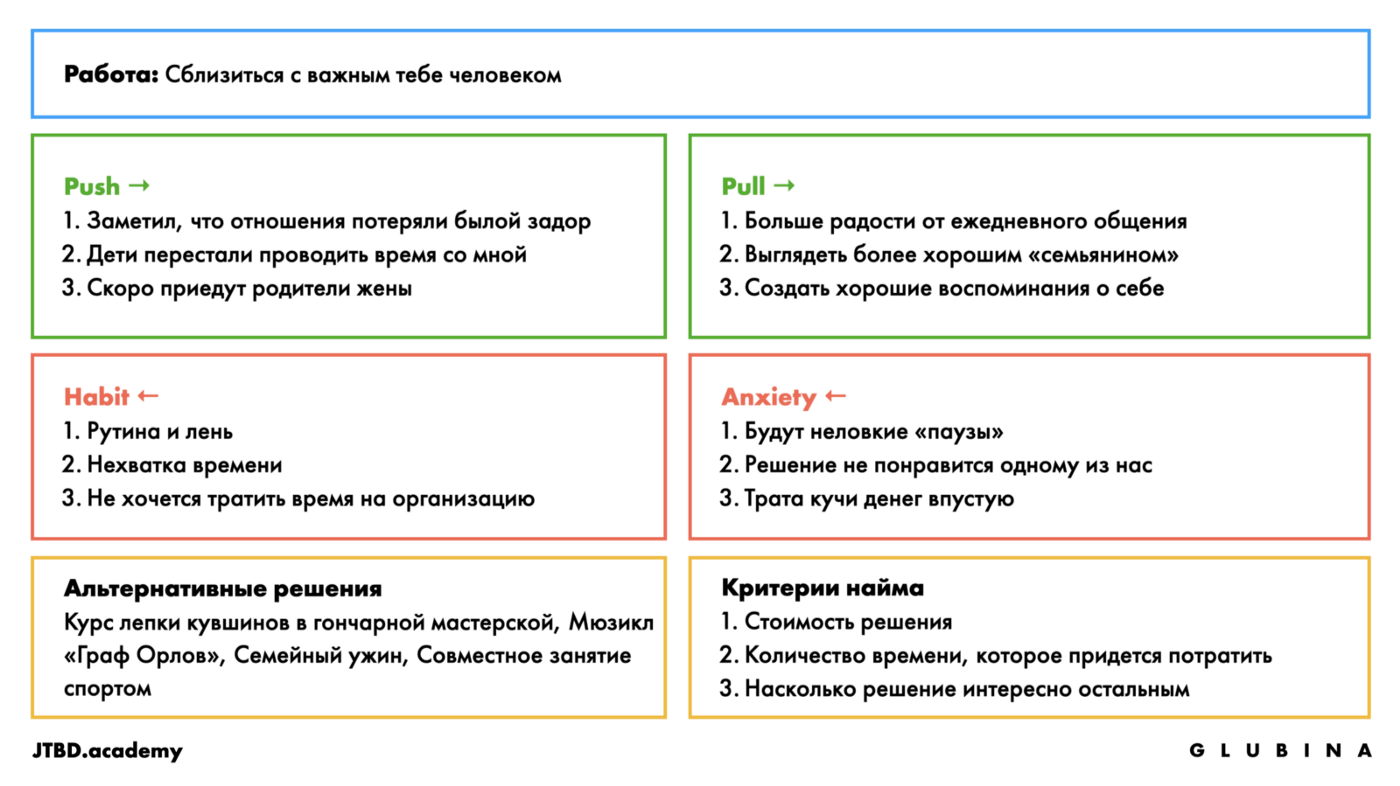 Работа: Сблизиться с важным тебе человеком
Push →
1. Заметил, что отношения потеряли былой задор
2. Дети перестали проводить время со мной
3. Скоро приедут родители жены
Pull →
1. Больше радости от ежедневного общения
2. Выглядеть более хорошим «семьянином»
3. Создать хорошие воспоминания о себе
Habit ←
1. Рутина и лень
2. Нехватка времени
3. Не хочется тратить время на организацию
Anxiety ←
1. Будут неловкие «паузы»
2. Решение не понравится одному из нас
3. Трата кучи денег впустую
Альтернативные решения
Курс лепки кувшинов в гончарной мастерской, Мюзикл
«Граф Орлов», Семейный ужин, Совместное занятие
спортом
Критерии найма
1. Стоимость решения
2. Количество времени, которое придется потратить
3. Насколько решение интересно остальным
JTBD.academy
GLUBINA